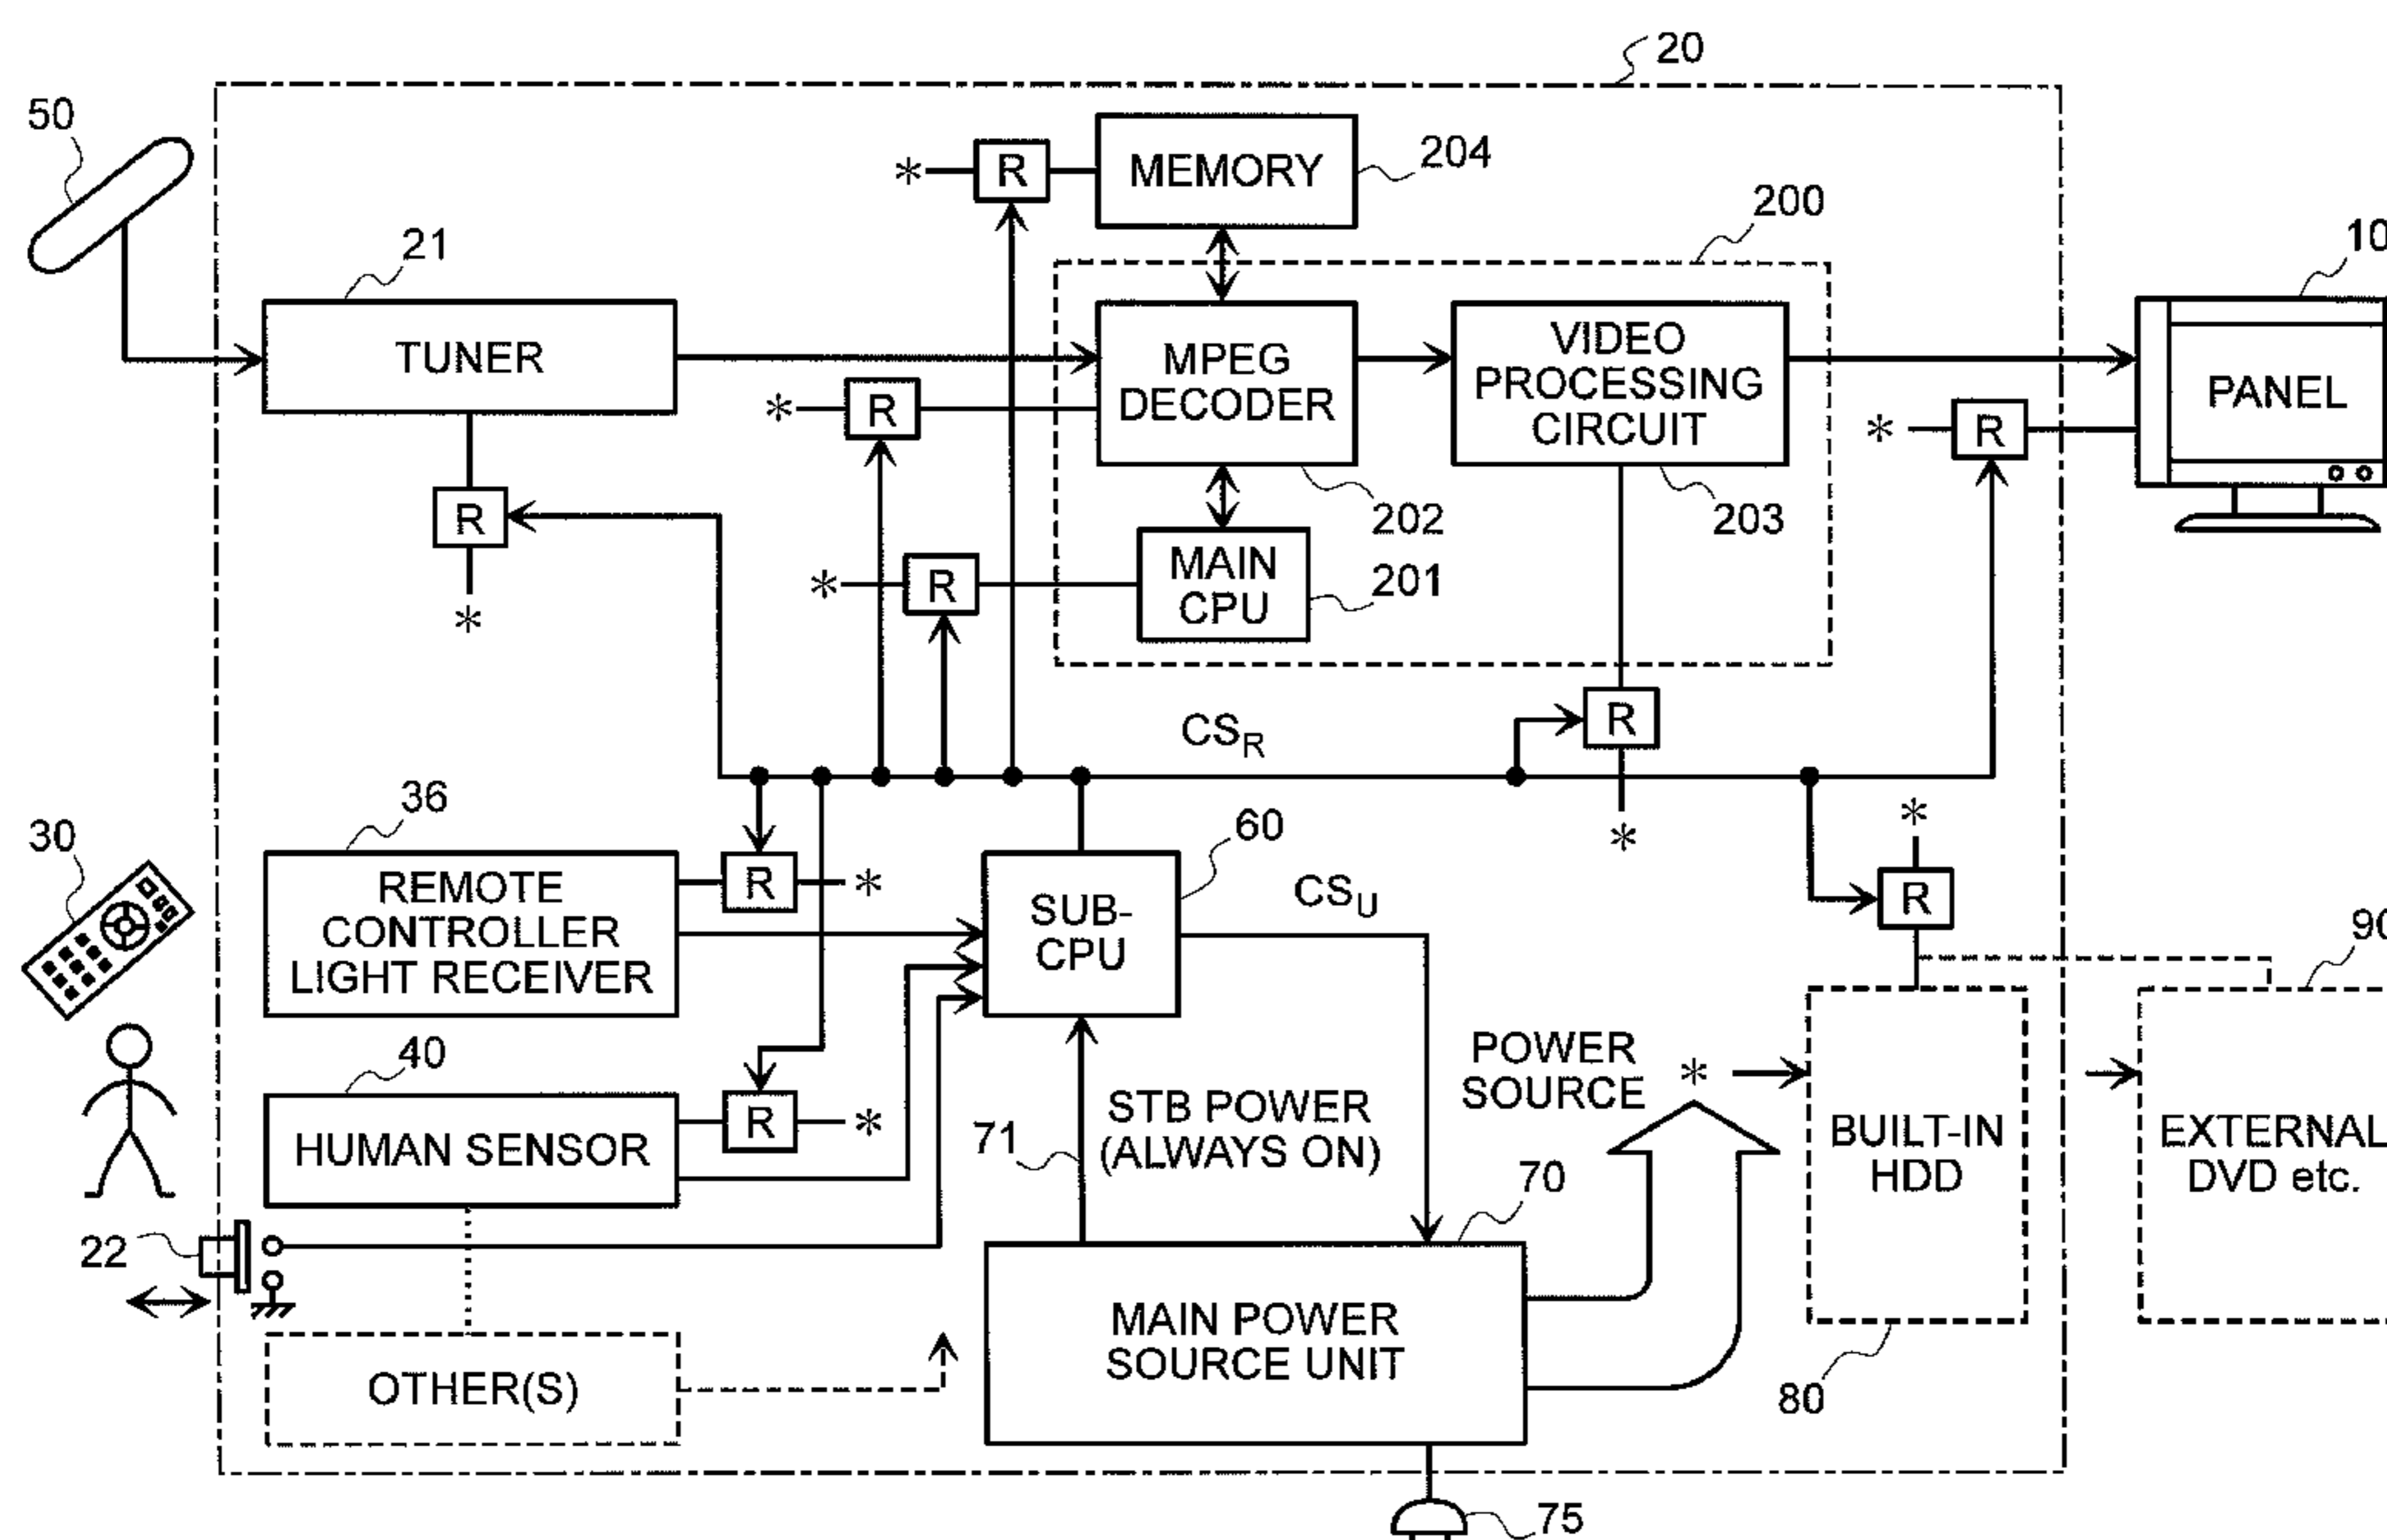 20
50
*
R
MEMORY
204
200
21
10
TUNER
MPEG
DECODER
VIDEO
PROCESSING
CIRCUIT
PANEL
*
R
*
R
R
*
202
203
*
R
MAIN
CPU
201
R
*
CS_R
36
30
REMOTE
CONTROLLER
LIGHT RECEIVER
R
*
60
SUB-
CPU
CS_U
*
R
90
40
HUMAN SENSOR
R
*
71
STB POWER
(ALWAYS ON)
POWER
SOURCE
*
BUILT-IN
HDD
EXTERNAL
DVD etc.
70
22
MAIN POWER
SOURCE UNIT
OTHER(S)
80
75